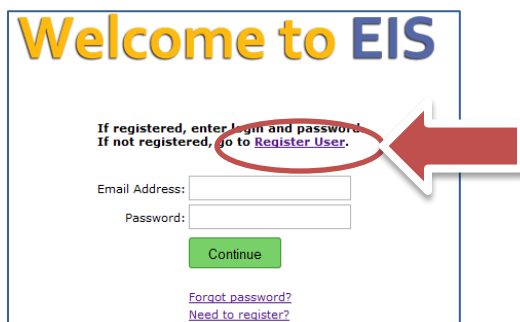 Welcome to EIS
If registered, enter login and password.
If not registered, go to Register User.
Email Address:
Password:
Continue
Forgot password?
Need to register?